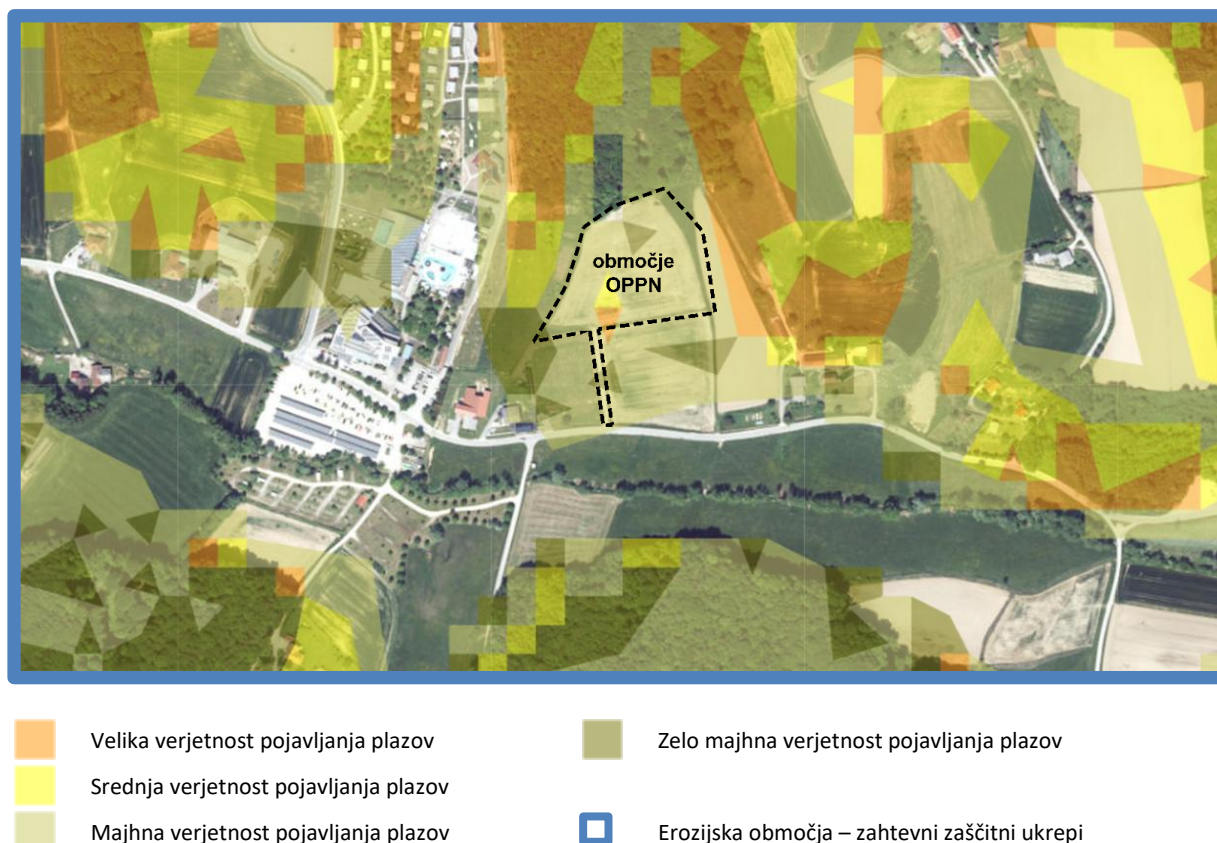 območje
OPPN
Velika verjetnost pojavljanja plazov
Zelo majhna verjetnost pojavljanja plazov
Srednja verjetnost pojavljanja plazov
Majhna verjetnost pojavljanja plazov
Erozijska območja – zahtevni zaščitni ukrepi